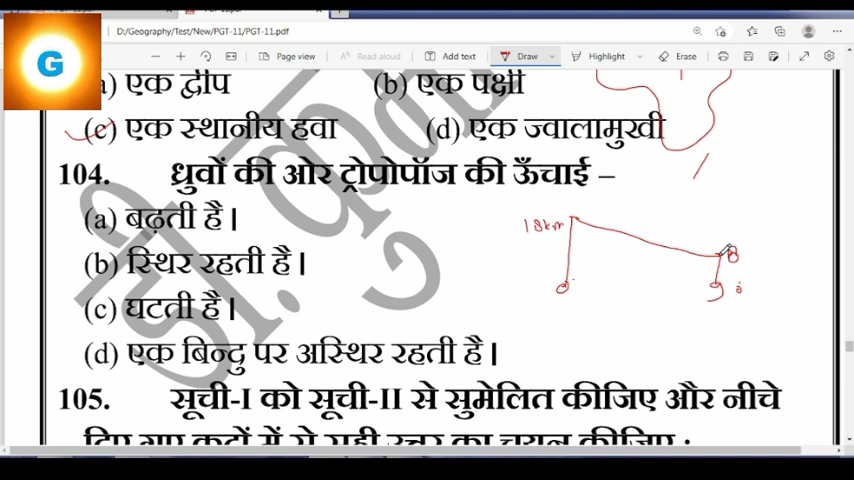 D:/Geography/Test/New/PGT-11/PGT-11.pdf
Page view
Read aloud
Add text
Draw
Highlight
Erase
G
(a) एक द्वीप (b) एक पक्षी
(c) एक स्थानीय हवा (d) एक ज्वालामुखी
104. ध्रुवों की ओर ट्रोपोपॉज की ऊँचाई –
18km
(a) बढ़ती है।
(b) स्थिर रहती है।
(c) घटती है।
(d) एक बिन्दु पर अस्थिर रहती है।
105. सूची-I को सूची-II से सुमेलित कीजिए और नीचे